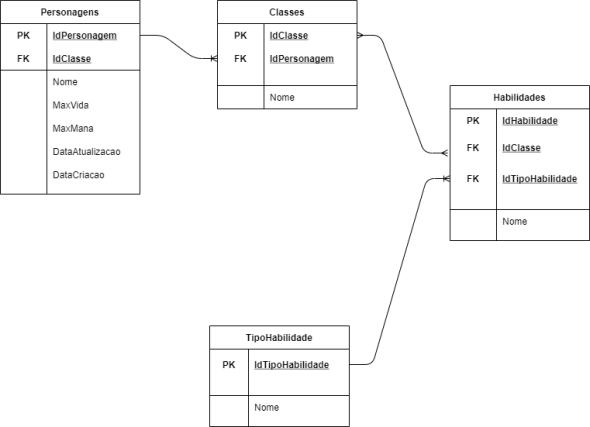 Personagens
PK IdPersonagem
FK IdClasse
Nome
MaxVida
MaxMana
DataAtualizacao
DataCriacao
Classes
PK IdClasse
FK IdPersonagem
Nome
Habilidades
PK IdHabilidade
FK IdClasse
FK IdTipoHabilidade
Nome
TipoHabilidade
PK IdTipoHabilidade
Nome